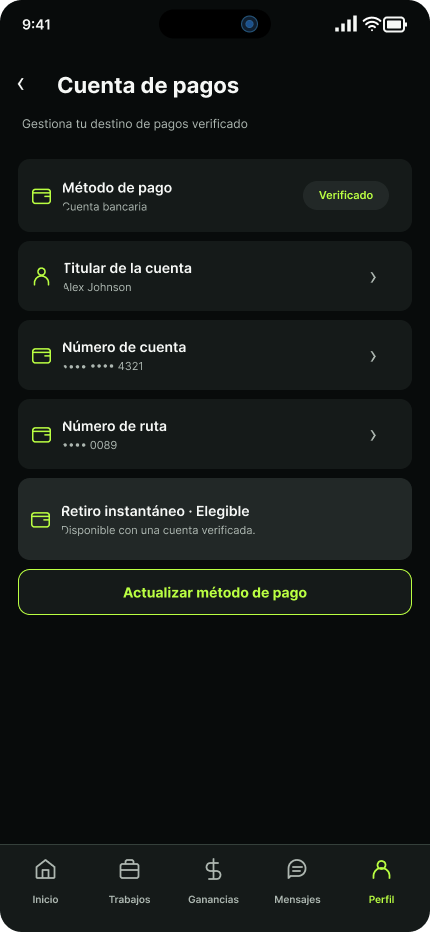 9:41
Cuenta de pagos
Gestiona tu destino de pagos verificado
Método de pago
Cuenta bancaria
Verificado
Titular de la cuenta
Alex Johnson
Número de cuenta
•••• •••• 4321
Número de ruta
•••• 0089
Retiro instantáneo · Elegible
Disponible con una cuenta verificada.
Actualizar método de pago
Inicio
Trabajos
Ganancias
Mensajes
Perfil